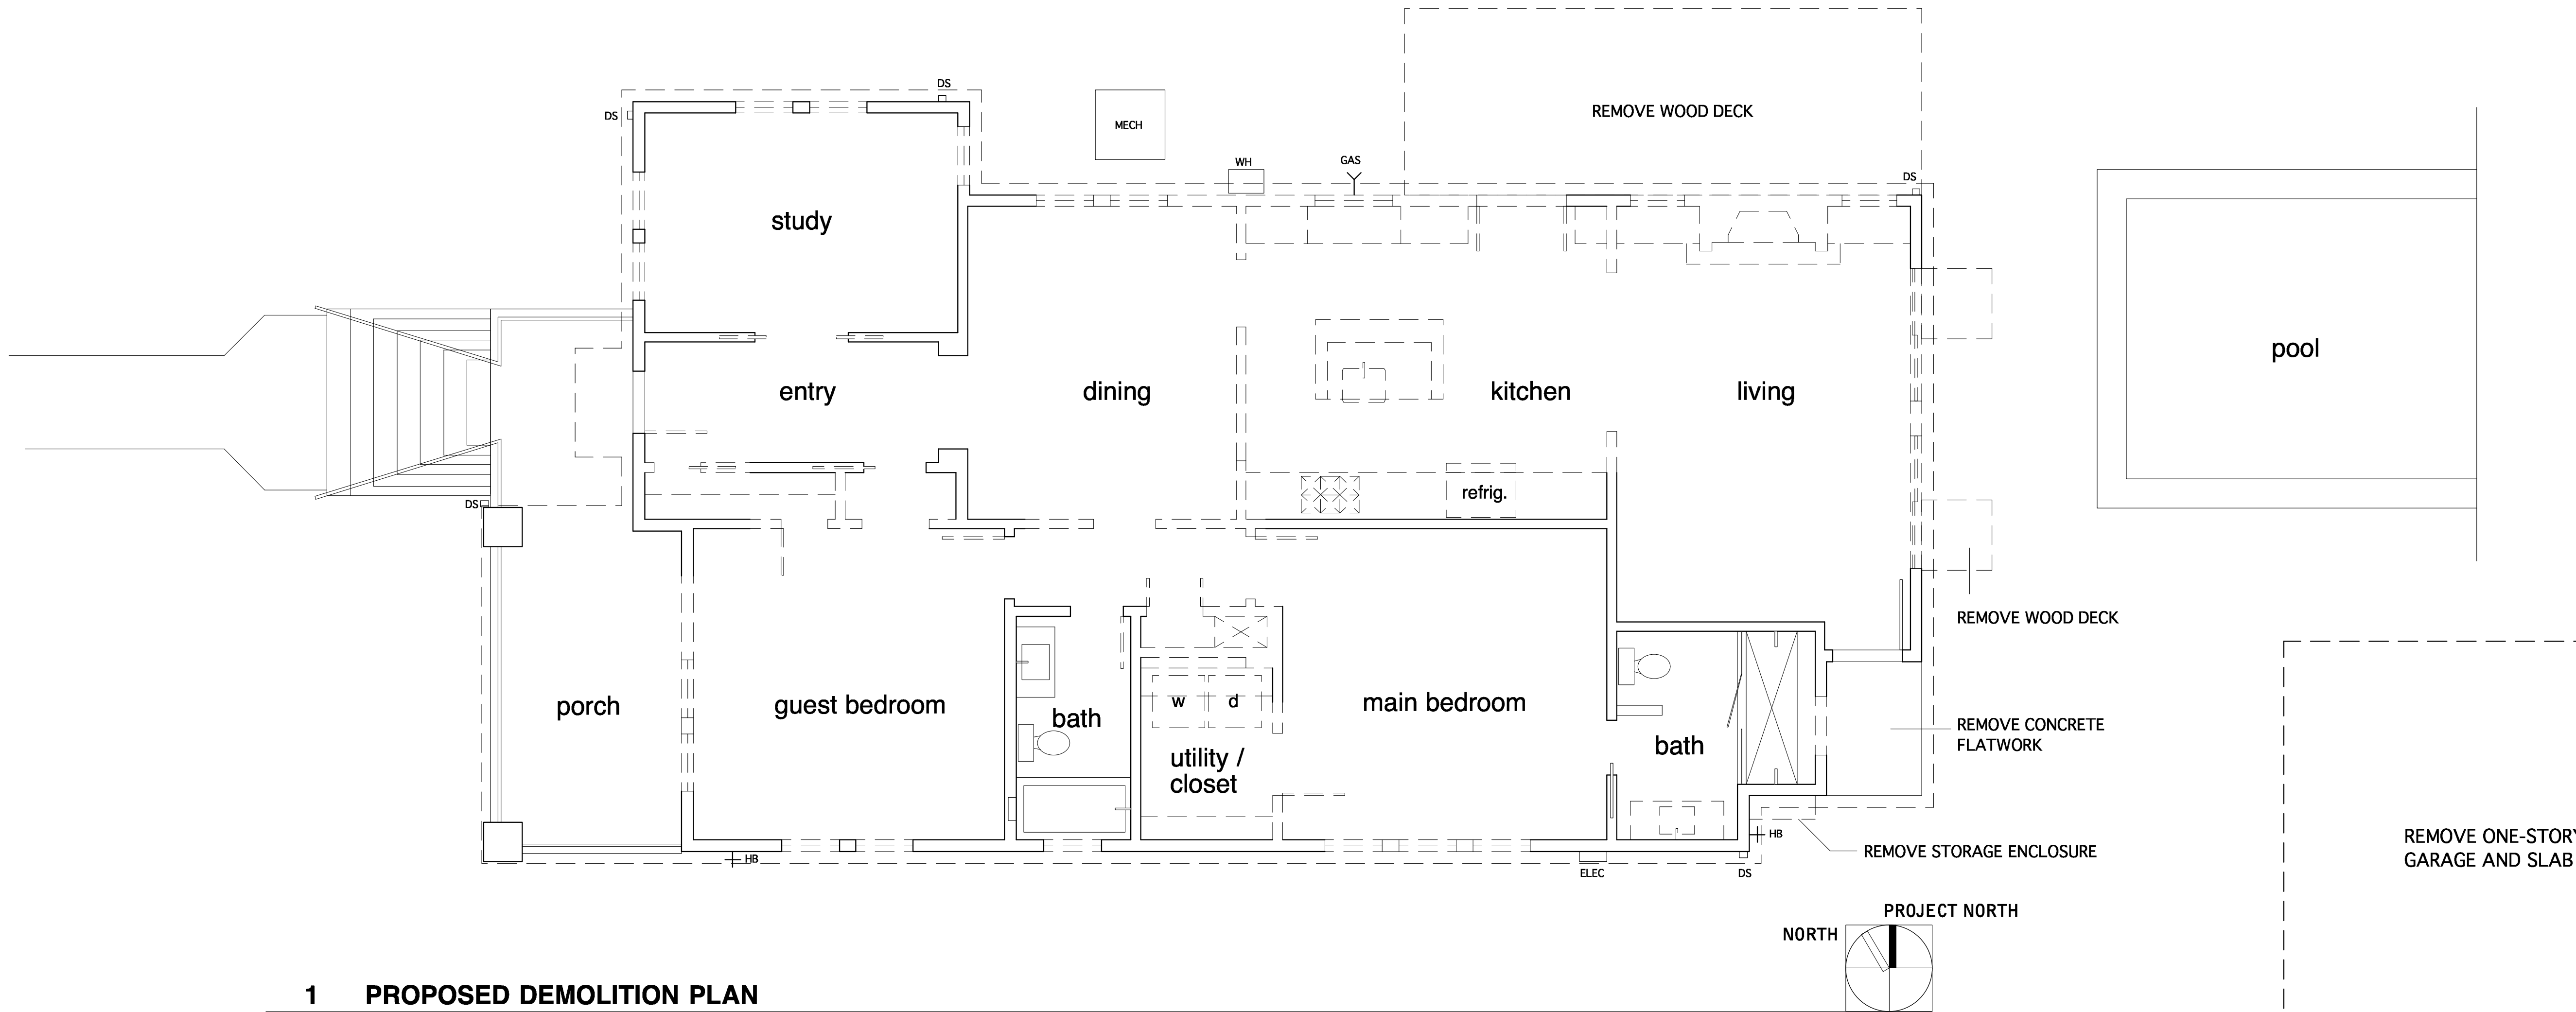 DS
DS
MECH
REMOVE WOOD DECK
WH
GAS
DS
study
entry
dining
kitchen
living
pool
refrig.
DS
REMOVE WOOD DECK
porch
guest bedroom
bath
w
d
main bedroom
utility /
closet
bath
REMOVE CONCRETE
FLATWORK
HB
HB
REMOVE STORAGE ENCLOSURE
ELEC
DS
REMOVE ONE-STORY
GARAGE AND SLAB
PROJECT NORTH
NORTH
1 PROPOSED DEMOLITION PLAN